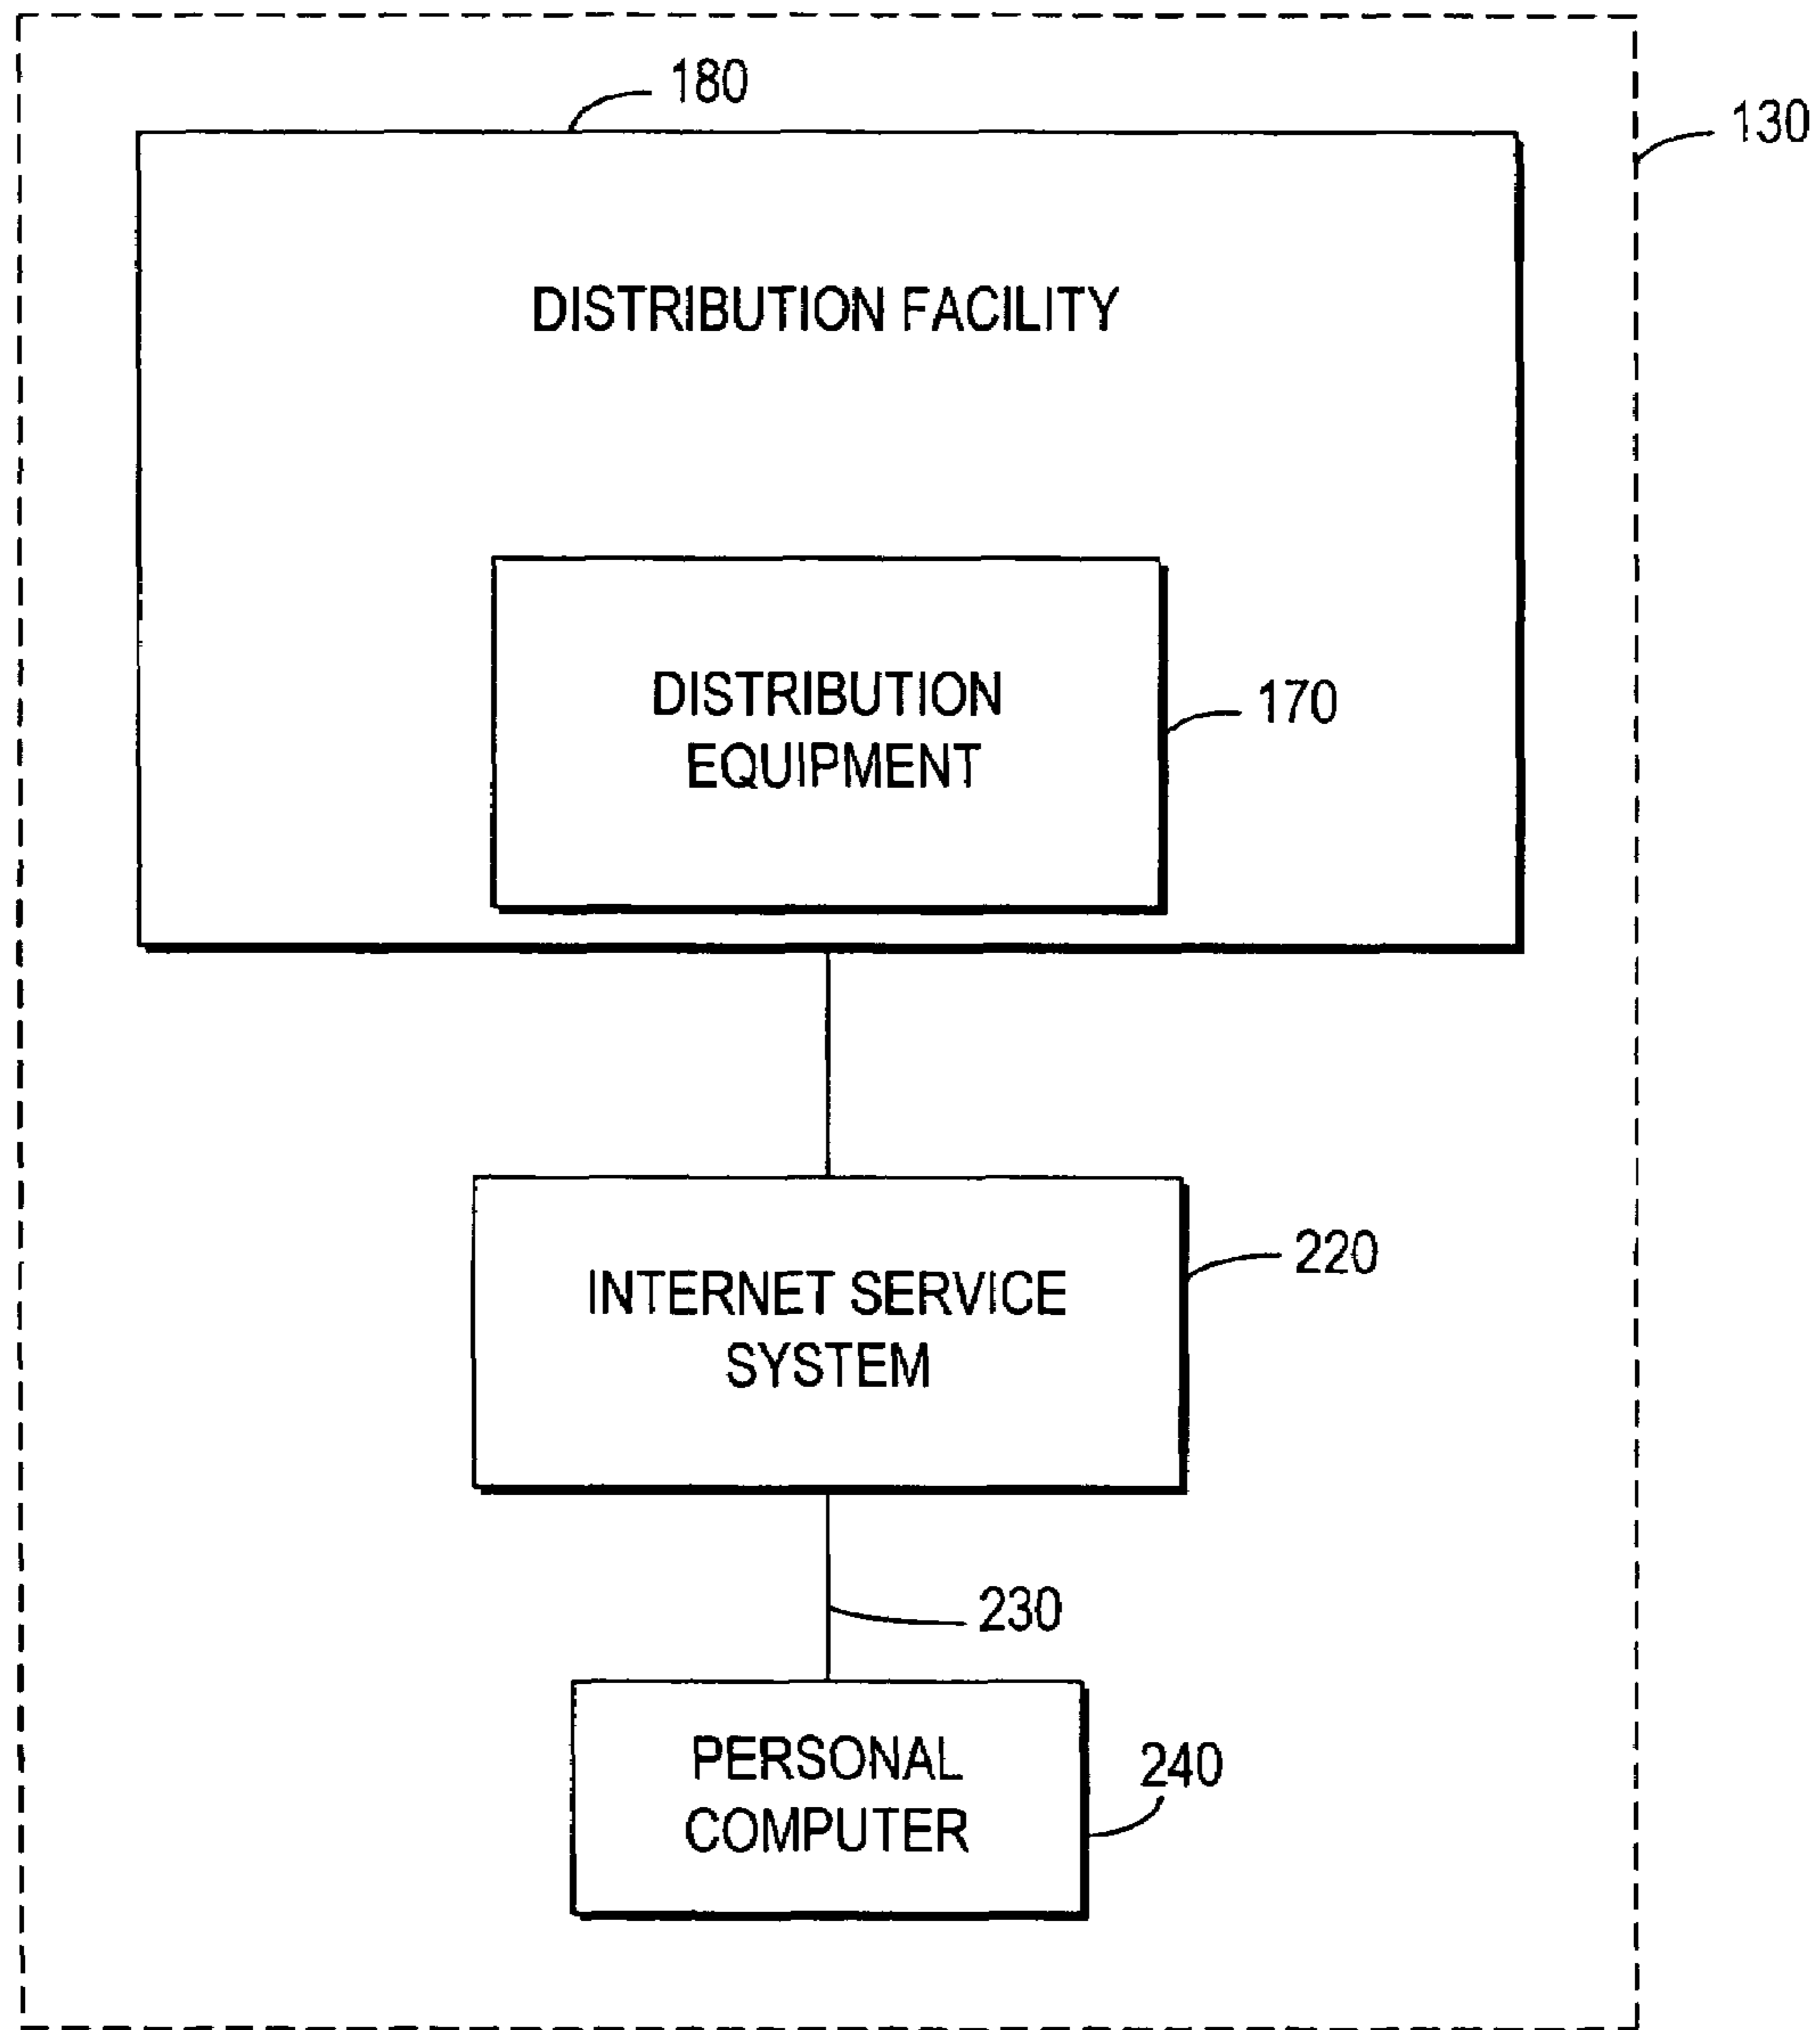 180
130
DISTRIBUTION FACILITY
DISTRIBUTION
EQUIPMENT
170
INTERNET SERVICE
SYSTEM
220
230
PERSONAL
COMPUTER
240